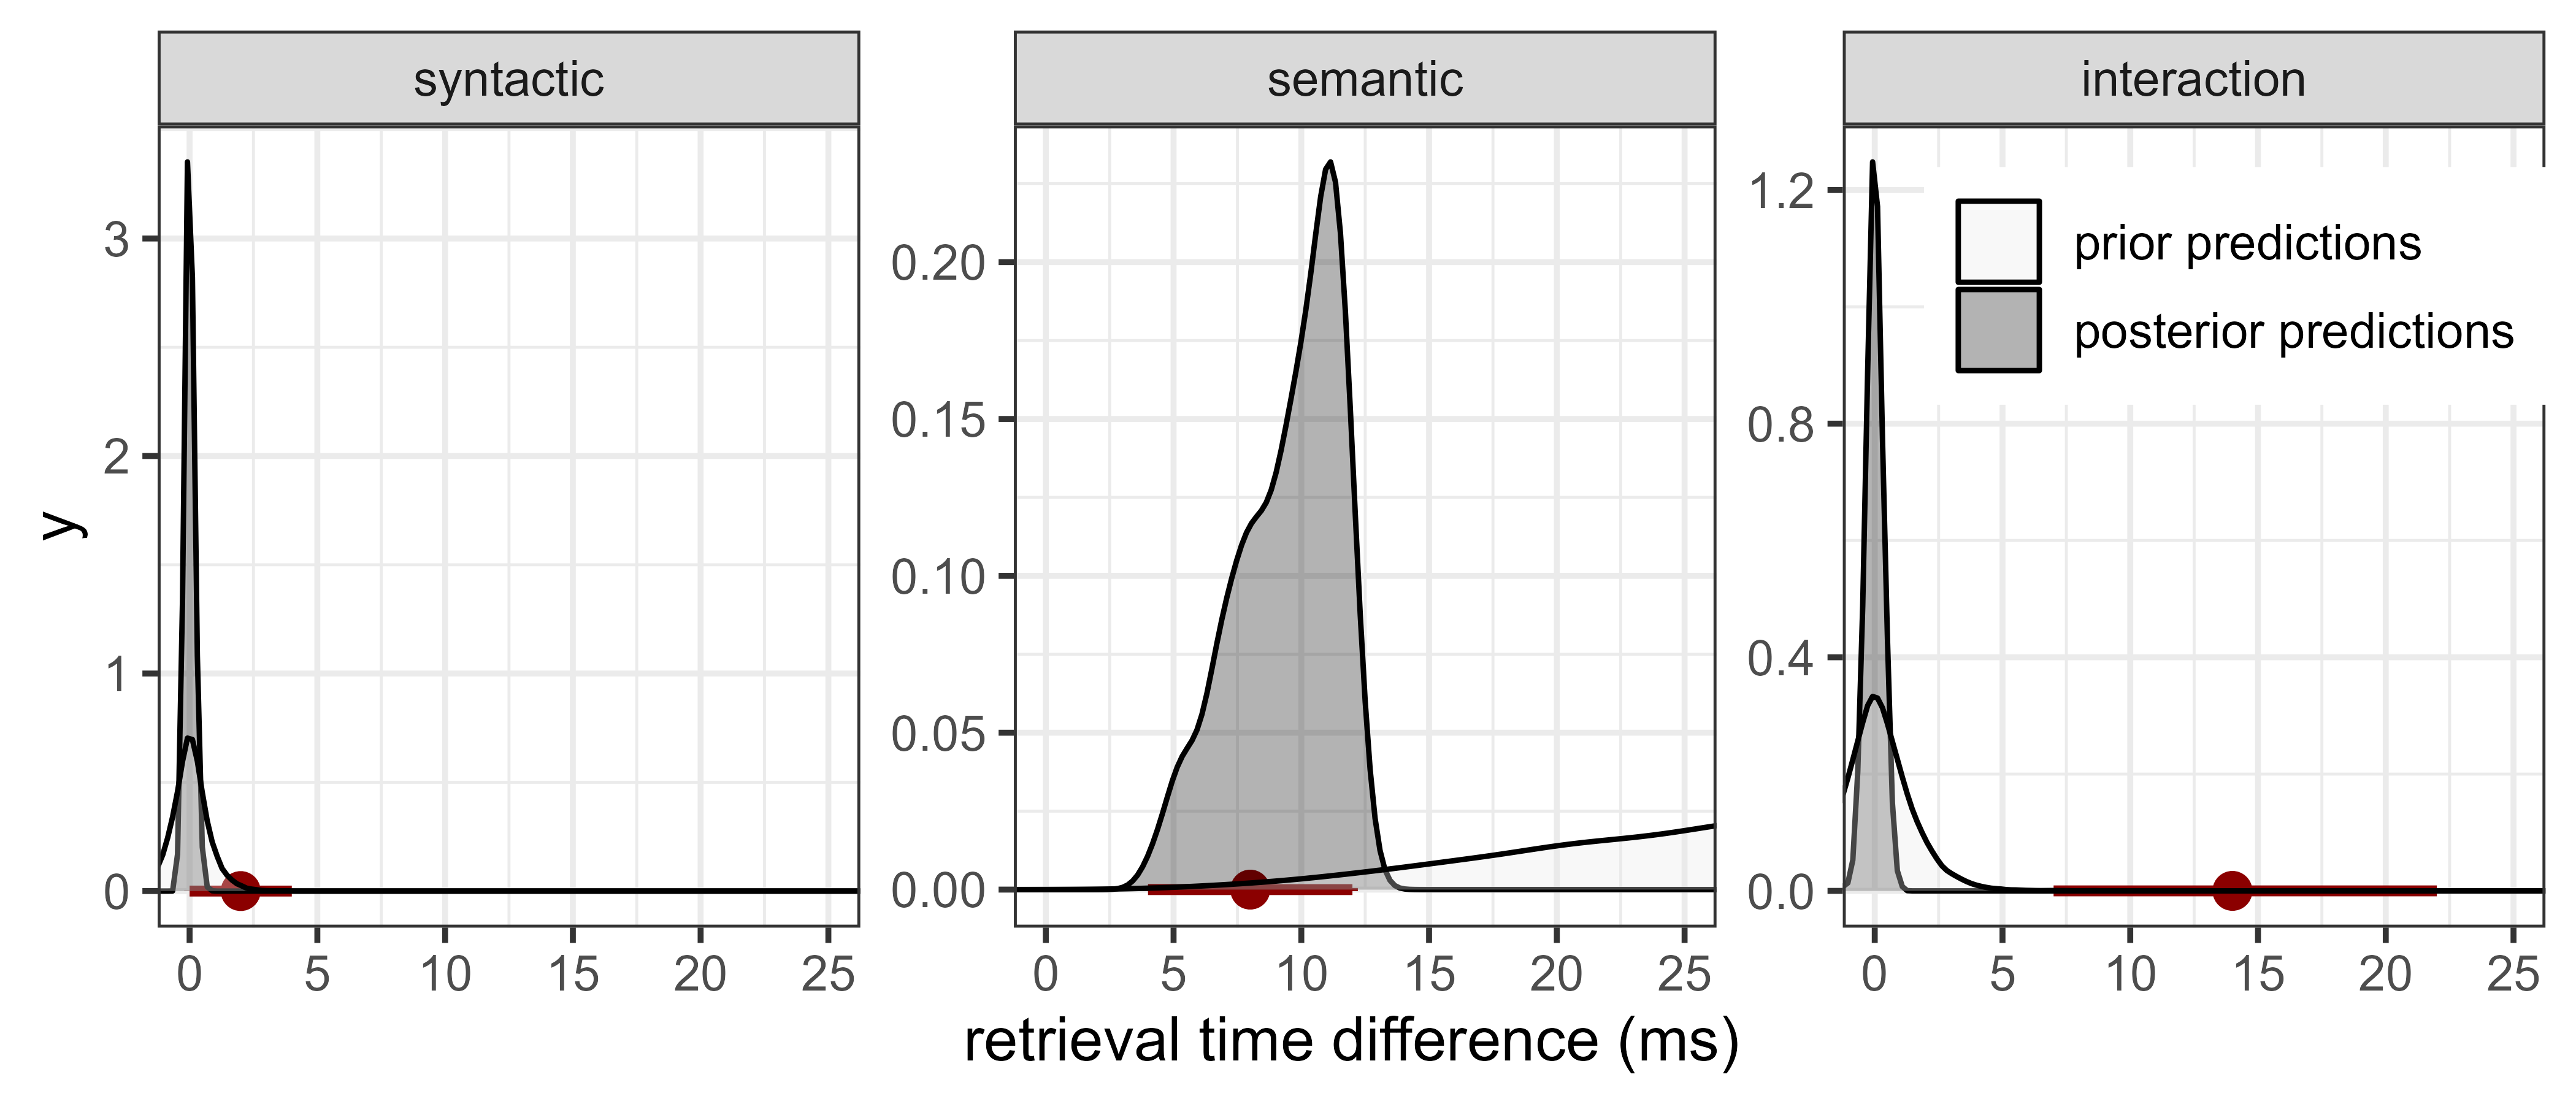 syntactic
semantic
interaction
prior predictions
posterior predictions
y
3
2
1
0
0.20
0.15
0.10
0.05
0.00
1.2
0.8
0.4
0.0
0 5 10 15 20 25
0 5 10 15 20 25
0 5 10 15 20 25
retrieval time difference (ms)